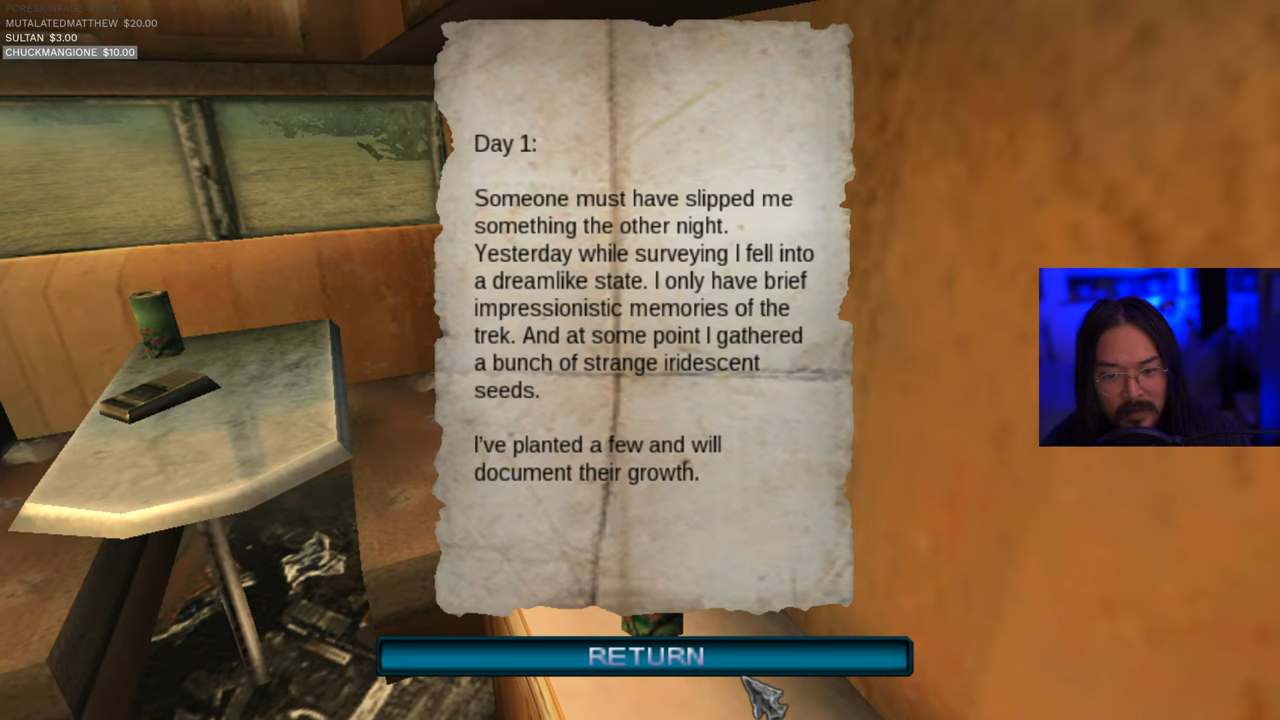 MUTALATEDMATTHEW $20.00
SULTAN $3.00
CHUCKMANGIONE $10.00
Day 1:
Someone must have slipped me
something the other night.
Yesterday while surveying I fell into
a dreamlike state. I only have brief
impressionistic memories of the
trek. And at some point I gathered
a bunch of strange iridescent
seeds.
I've planted a few and will
document their growth.
RETURN